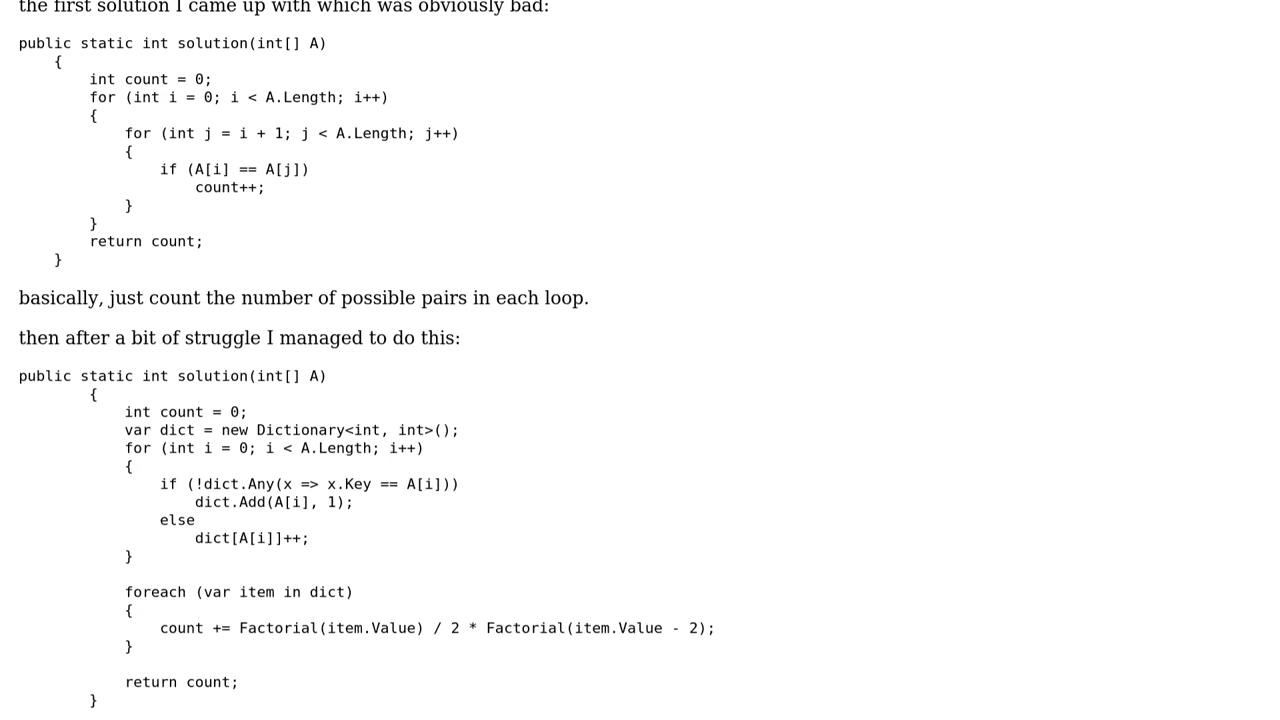 the first solution I came up with which was obviously bad:
public static int solution(int[] A)
    {
        int count = 0;
        for (int i = 0; i < A.Length; i++)
        {
            for (int j = i + 1; j < A.Length; j++)
            {
                if (A[i] == A[j])
                    count++;
            }
        }
        return count;
    }
basically, just count the number of possible pairs in each loop.
then after a bit of struggle I managed to do this:
public static int solution(int[] A)
        {
            int count = 0;
            var dict = new Dictionary<int, int>();
            for (int i = 0; i < A.Length; i++)
            {
                if (!dict.Any(x => x.Key == A[i]))
                    dict.Add(A[i], 1);
                else
                    dict[A[i]]++;
            }

            foreach (var item in dict)
            {
                count += Factorial(item.Value) / 2 * Factorial(item.Value - 2);
            }

            return count;
        }